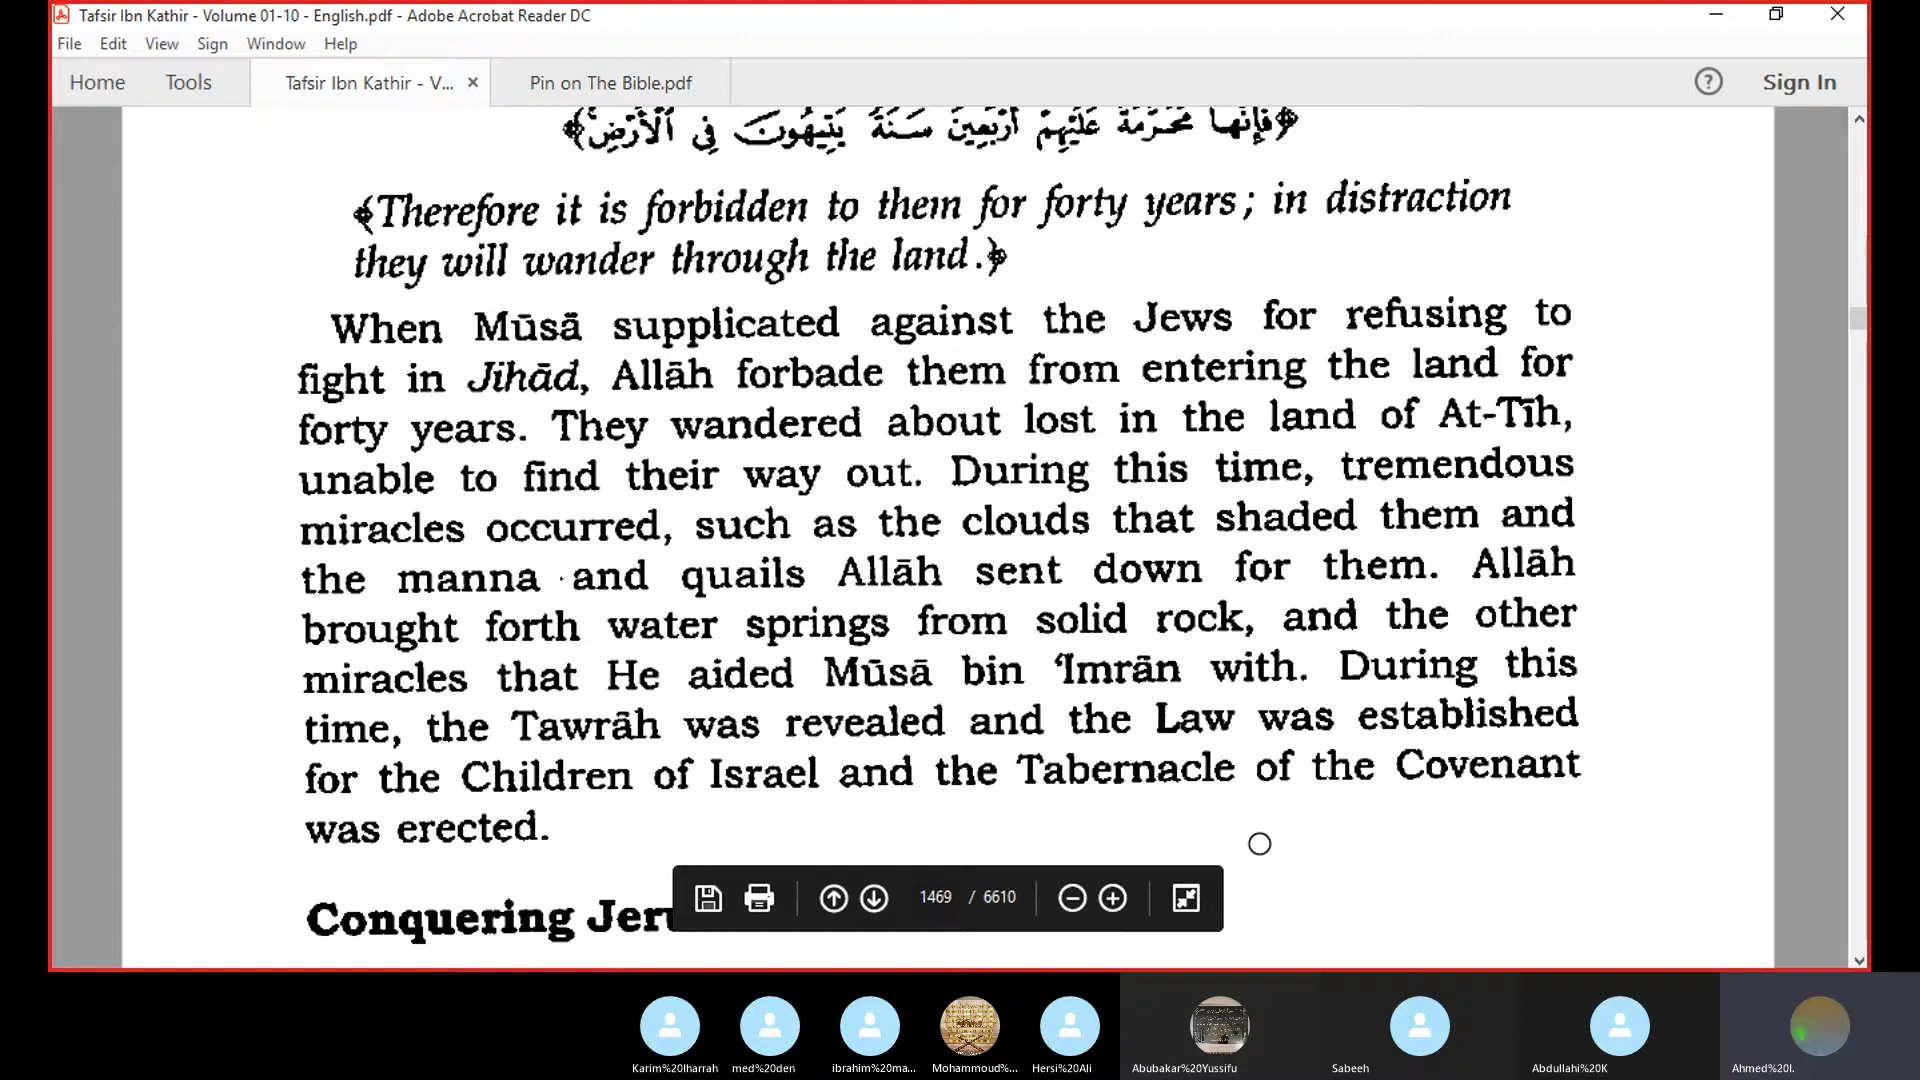 Tafsir Ibn Kathir - Volume 01-10 - English.pdf - Adobe Acrobat Reader DC
File Edit View Sign Window Help
Home Tools Tafsir Ibn Kathir - V... × Pin on The Bible.pdf ? Sign In
﴿فَإِنَّهَا مُحَرَّمَةٌ عَلَيْهِمْ أَرْبَعِينَ سَنَةً يَتِيهُونَ فِي ٱلْأَرْضِ﴾
﴾Therefore it is forbidden to them for forty years; in distraction
they will wander through the land.﴿
When Mūsā supplicated against the Jews for refusing to
fight in Jihād, Allāh forbade them from entering the land for
forty years. They wandered about lost in the land of At-Tīh,
unable to find their way out. During this time, tremendous
miracles occurred, such as the clouds that shaded them and
the manna and quails Allāh sent down for them. Allāh
brought forth water springs from solid rock, and the other
miracles that He aided Mūsā bin ‘Imrān with. During this
time, the Tawrāh was revealed and the Law was established
for the Children of Israel and the Tabernacle of the Covenant
was erected.
1469 / 6610
Conquering Jeru
Karim%20Iharrah med%20den ibrahim%20ma... Mohammoud%... Hersi%20Ali Abubakar%20Yussifu Sabeeh Abdullahi%20K Ahmed%20I.